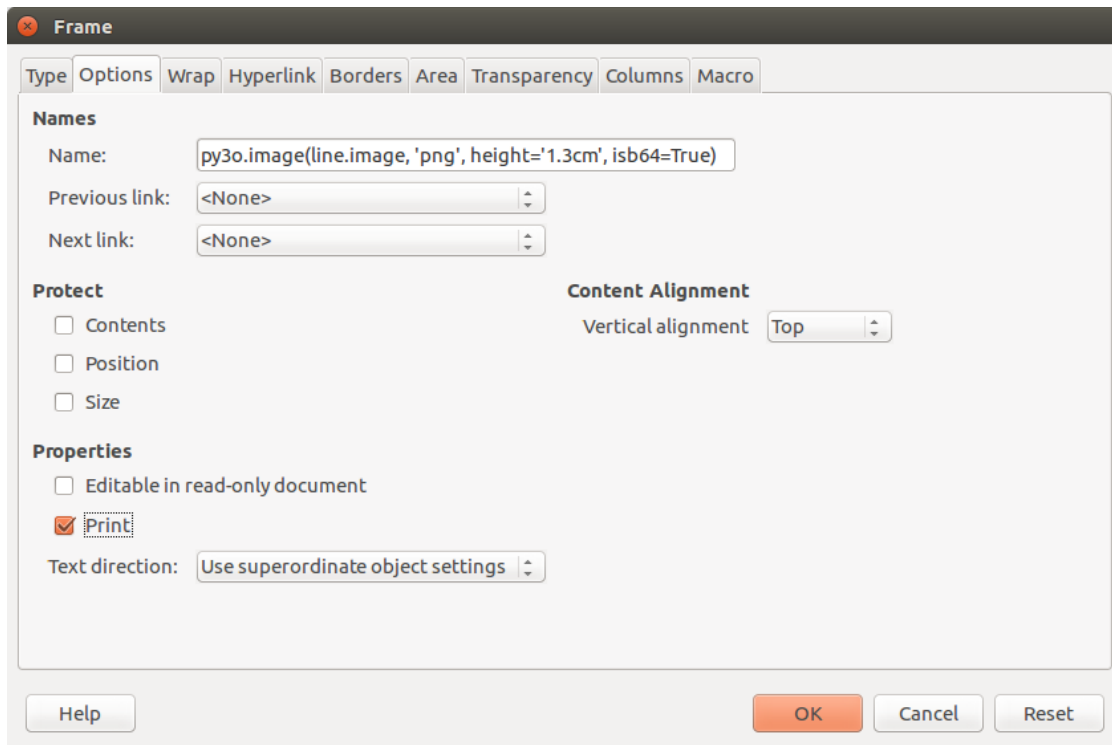 Frame
Type Options Wrap Hyperlink Borders Area Transparency Columns Macro
Names
Name: py3o.image(line.image, 'png', height='1.3cm', isb64=True)
Previous link: <None>
Next link: <None>
Protect Content Alignment
Contents Vertical alignment Top
Position
Size
Properties
Editable in read-only document
Print
Text direction: Use superordinate object settings
Help OK Cancel Reset